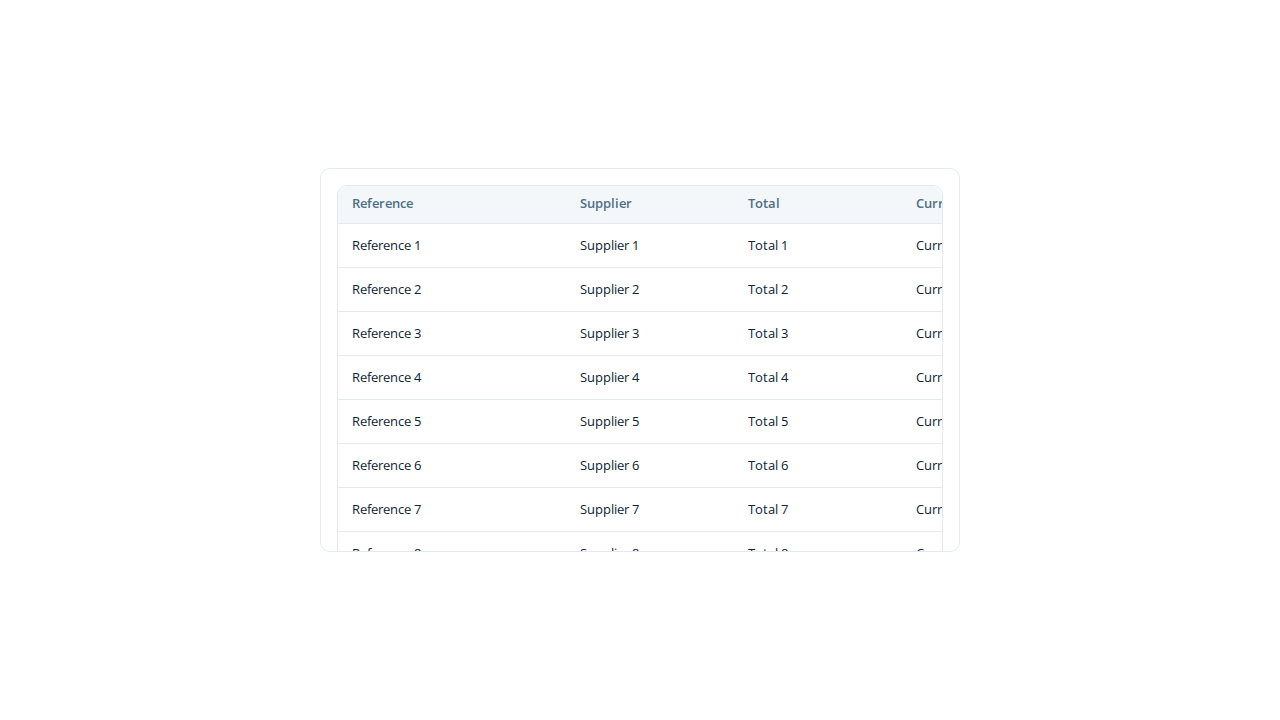 Reference Supplier Total Curr
Reference 1 Supplier 1 Total 1 Curr
Reference 2 Supplier 2 Total 2 Curr
Reference 3 Supplier 3 Total 3 Curr
Reference 4 Supplier 4 Total 4 Curr
Reference 5 Supplier 5 Total 5 Curr
Reference 6 Supplier 6 Total 6 Curr
Reference 7 Supplier 7 Total 7 Curr